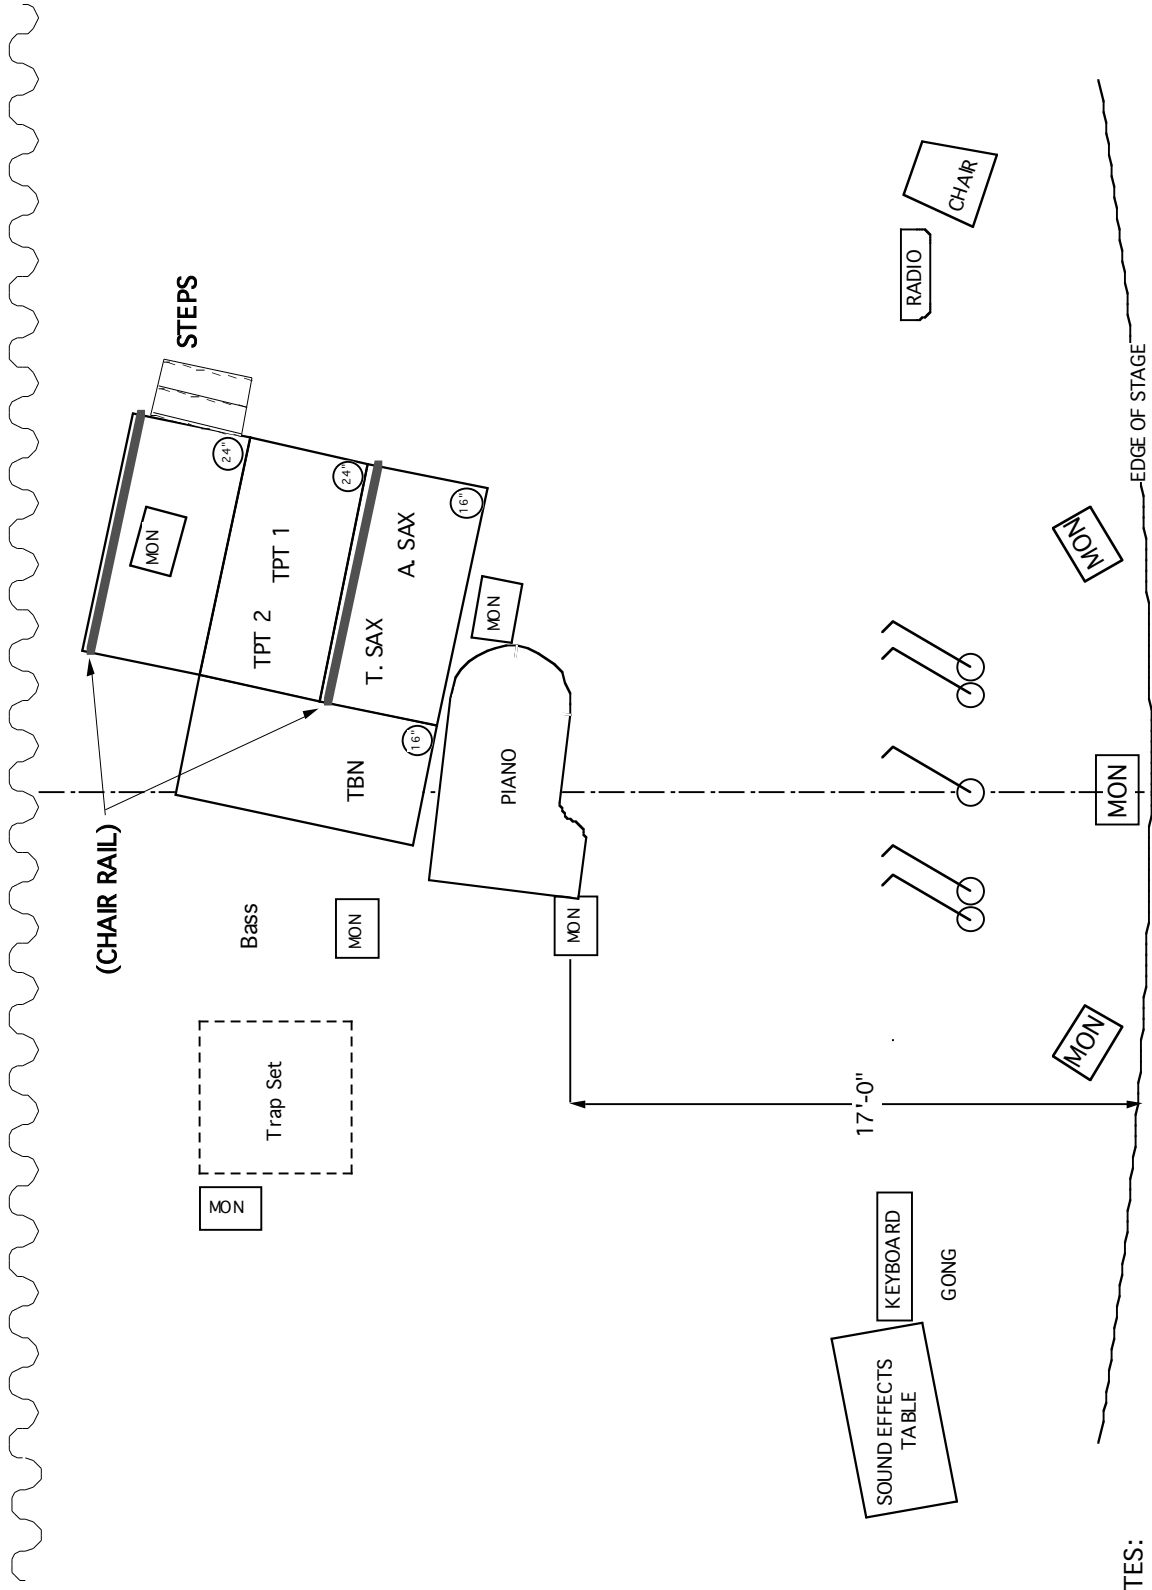 STEPS
(CHAIR RAIL)
MON
24"
TPT 2
TPT 1
24"
T. SAX
A. SAX
16"
TBN
16"
Bass
MON
MON
PIANO
MON
Trap Set
MON
CHAIR
RADIO
17'-0"
KEYBOARD
GONG
SOUND EFFECTS
TABLE
MON
MON
MON
EDGE OF STAGE
TES: